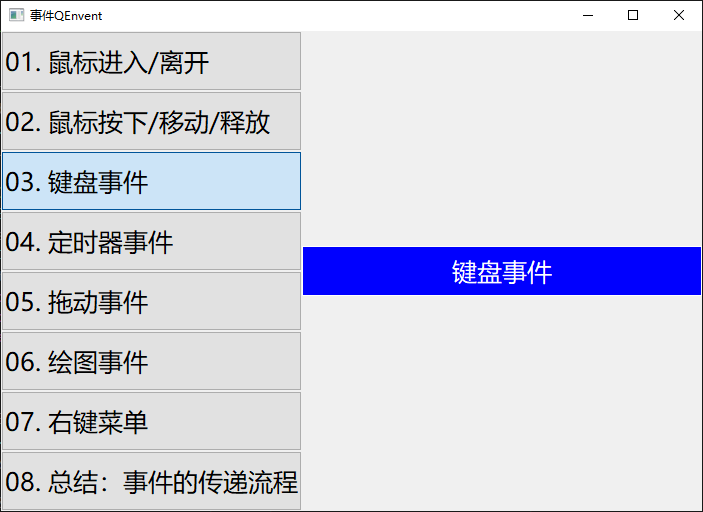 事件QEnvent
01. 鼠标进入/离开
02. 鼠标按下/移动/释放
03. 键盘事件
04. 定时器事件
05. 拖动事件
06. 绘图事件
07. 右键菜单
08. 总结：事件的传递流程
键盘事件